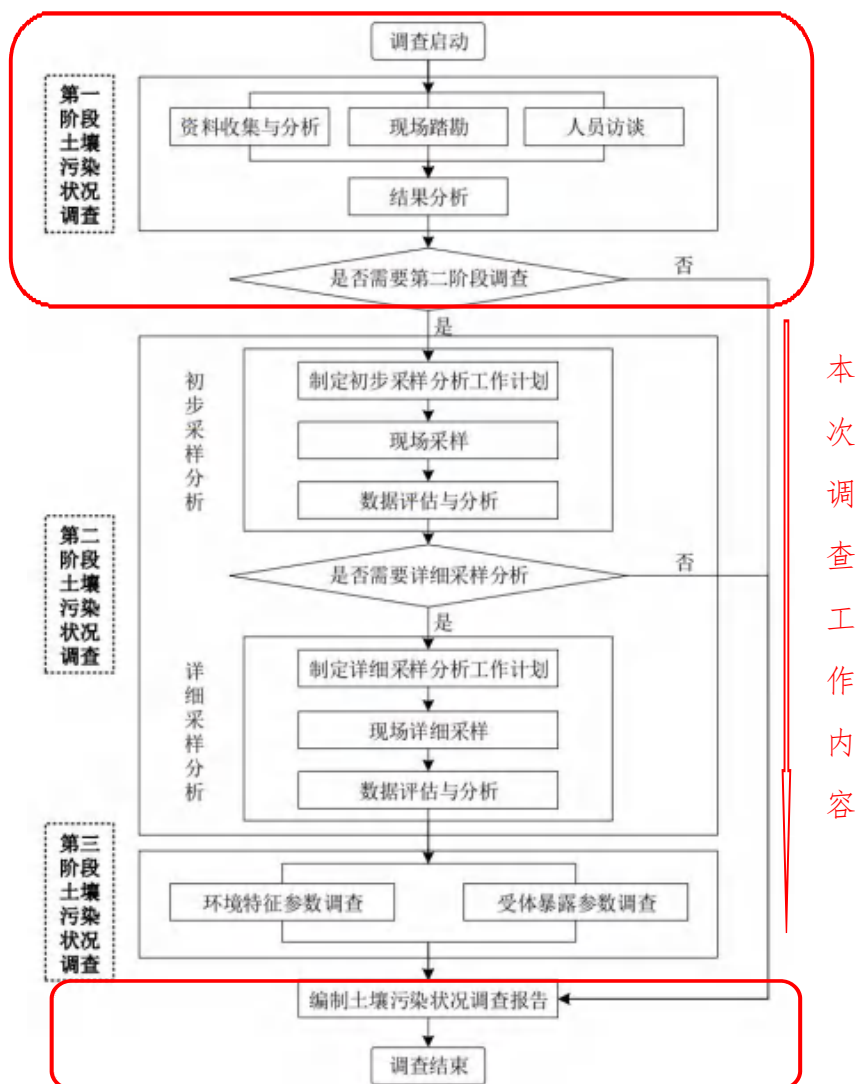 调查启动
第一
阶段
土壤
污染
状况
调查
资料收集与分析
现场踏勘
人员访谈
结果分析
是否需要第二阶段调查
否
是
初步采样分析
制定初步采样分析工作计划
现场采样
数据评估与分析
第二
阶段
土壤
污染
状况
调查
是否需要详细采样分析
否
是
详细采样分析
制定详细采样分析工作计划
现场详细采样
数据评估与分析
第三
阶段
土壤
污染
状况
调查
环境特征参数调查
受体暴露参数调查
编制土壤污染状况调查报告
调查结束
本次调查工作内容